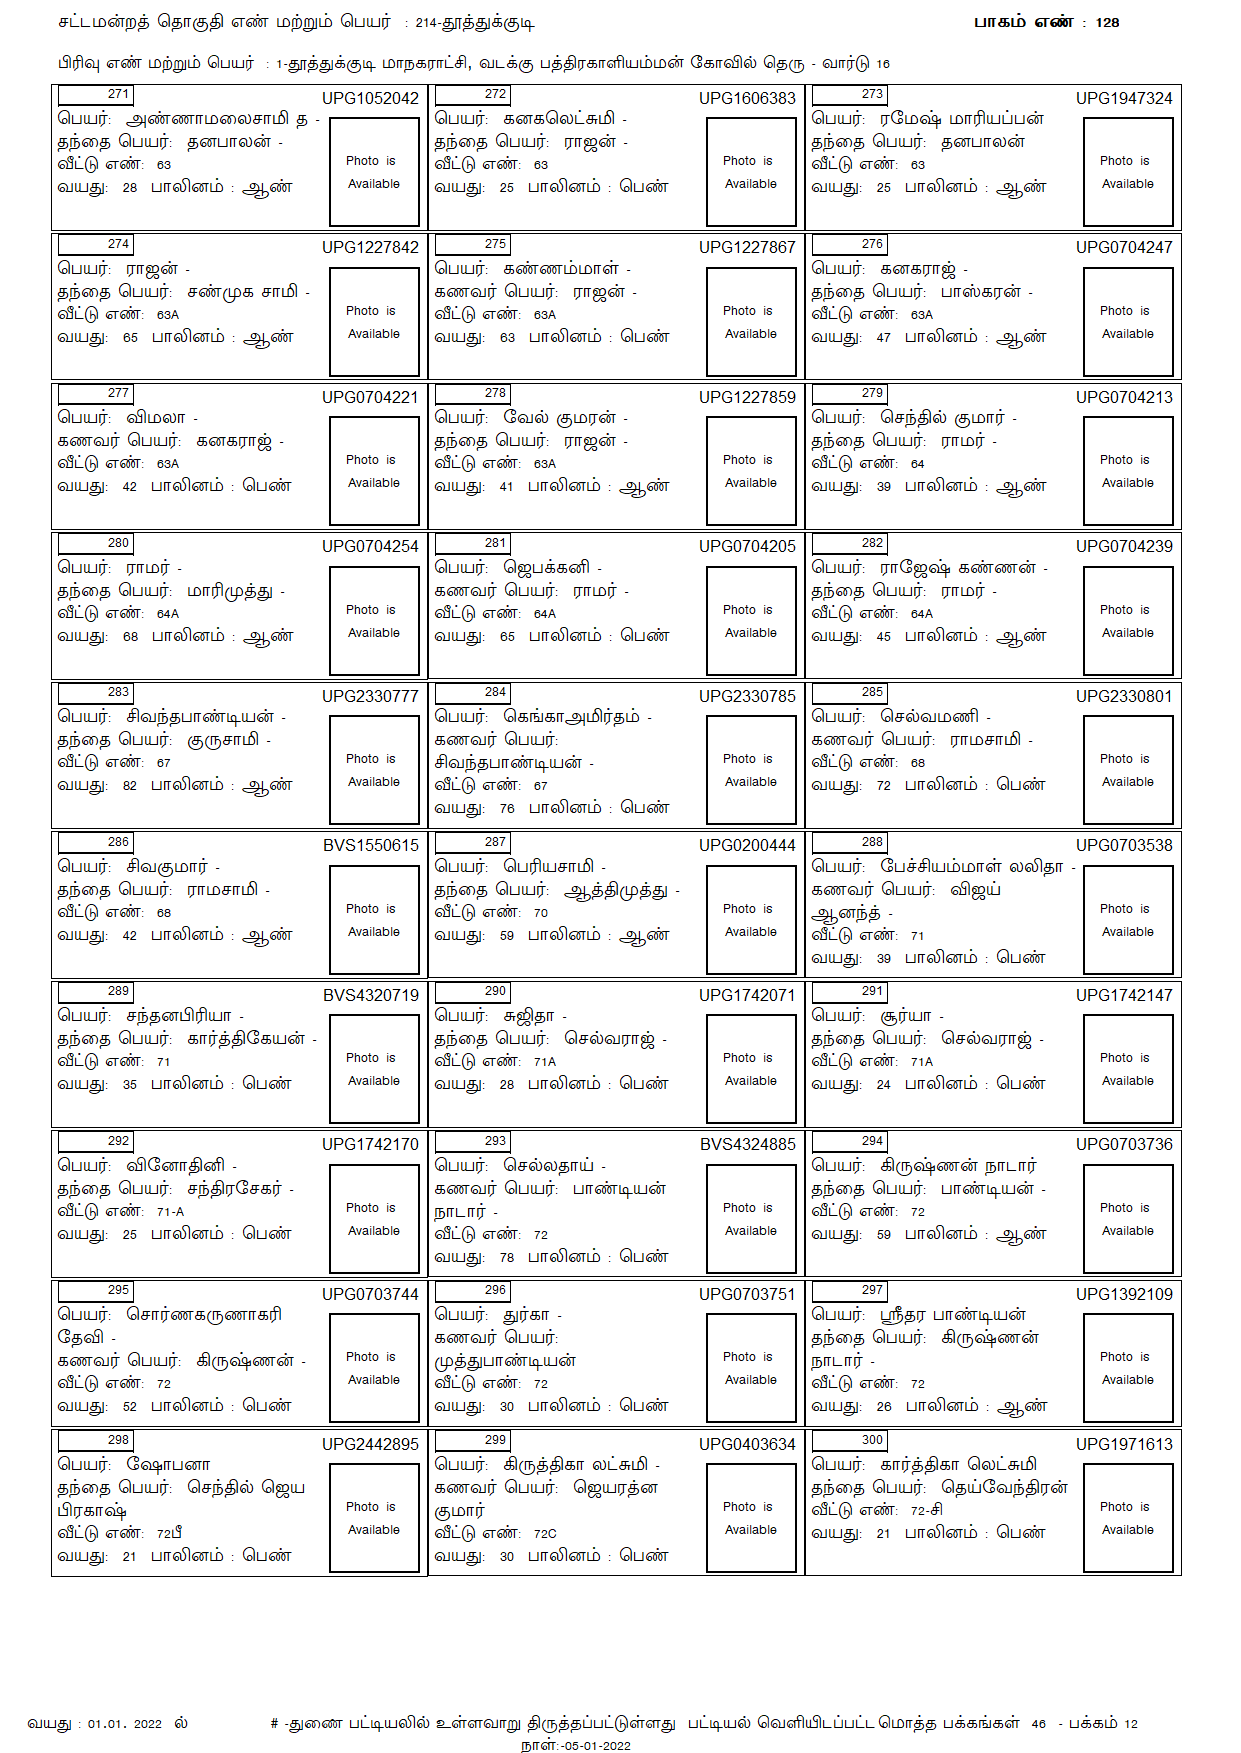 சட்டமன்றத் தொகுதி எண் மற்றும் பெயர் : 214-தூத்துக்குடி பாகம் எண் : 128
பிரிவு எண் மற்றும் பெயர் : 1-தூத்துக்குடி மாநகராட்சி, வடக்கு பத்திரகாளியம்மன் கோவில் தெரு - வார்டு 16
271 UPG1052042
பெயர்: அண்ணாமலைசாமி த -
தந்தை பெயர்: தனபாலன் -
வீட்டு எண்: 63
வயது: 28 பாலினம் : ஆண்
Photo is
Available
272 UPG1606383
பெயர்: கனகலெட்சுமி -
தந்தை பெயர்: ராஜன் -
வீட்டு எண்: 63
வயது: 25 பாலினம் : பெண்
Photo is
Available
273 UPG1947324
பெயர்: ரமேஷ் மாரியப்பன்
தந்தை பெயர்: தனபாலன்
வீட்டு எண்: 63
வயது: 25 பாலினம் : ஆண்
Photo is
Available
274 UPG1227842
பெயர்: ராஜன் -
தந்தை பெயர்: சண்முக சாமி -
வீட்டு எண்: 63A
வயது: 65 பாலினம் : ஆண்
Photo is
Available
275 UPG1227867
பெயர்: கண்ணம்மாள் -
கணவர் பெயர்: ராஜன் -
வீட்டு எண்: 63A
வயது: 63 பாலினம் : பெண்
Photo is
Available
276 UPG0704247
பெயர்: கனகராஜ் -
தந்தை பெயர்: பாஸ்கரன் -
வீட்டு எண்: 63A
வயது: 47 பாலினம் : ஆண்
Photo is
Available
277 UPG0704221
பெயர்: விமலா -
கணவர் பெயர்: கனகராஜ் -
வீட்டு எண்: 63A
வயது: 42 பாலினம் : பெண்
Photo is
Available
278 UPG1227859
பெயர்: வேல் குமரன் -
தந்தை பெயர்: ராஜன் -
வீட்டு எண்: 63A
வயது: 41 பாலினம் : ஆண்
Photo is
Available
279 UPG0704213
பெயர்: செந்தில் குமார் -
தந்தை பெயர்: ராமர் -
வீட்டு எண்: 64
வயது: 39 பாலினம் : ஆண்
Photo is
Available
280 UPG0704254
பெயர்: ராமர் -
தந்தை பெயர்: மாரிமுத்து -
வீட்டு எண்: 64A
வயது: 68 பாலினம் : ஆண்
Photo is
Available
281 UPG0704205
பெயர்: ஜெபக்கனி -
கணவர் பெயர்: ராமர் -
வீட்டு எண்: 64A
வயது: 65 பாலினம் : பெண்
Photo is
Available
282 UPG0704239
பெயர்: ராஜேஷ் கண்ணன் -
தந்தை பெயர்: ராமர் -
வீட்டு எண்: 64A
வயது: 45 பாலினம் : ஆண்
Photo is
Available
283 UPG2330777
பெயர்: சிவந்தபாண்டியன் -
தந்தை பெயர்: குருசாமி -
வீட்டு எண்: 67
வயது: 82 பாலினம் : ஆண்
Photo is
Available
284 UPG2330785
பெயர்: கெங்காஅமிர்தம் -
கணவர் பெயர்:
சிவந்தபாண்டியன் -
வீட்டு எண்: 67
வயது: 76 பாலினம் : பெண்
Photo is
Available
285 UPG2330801
பெயர்: செல்வமணி -
கணவர் பெயர்: ராமசாமி -
வீட்டு எண்: 68
வயது: 72 பாலினம் : பெண்
Photo is
Available
286 BVS1550615
பெயர்: சிவகுமார் -
தந்தை பெயர்: ராமசாமி -
வீட்டு எண்: 68
வயது: 42 பாலினம் : ஆண்
Photo is
Available
287 UPG0200444
பெயர்: பெரியசாமி -
தந்தை பெயர்: ஆத்திமுத்து -
வீட்டு எண்: 70
வயது: 59 பாலினம் : ஆண்
Photo is
Available
288 UPG0703538
பெயர்: பேச்சியம்மாள் லலிதா -
கணவர் பெயர்: விஜய்
ஆனந்த் -
வீட்டு எண்: 71
வயது: 39 பாலினம் : பெண்
Photo is
Available
289 BVS4320719
பெயர்: சந்தனபிரியா -
தந்தை பெயர்: கார்த்திகேயன் -
வீட்டு எண்: 71
வயது: 35 பாலினம் : பெண்
Photo is
Available
290 UPG1742071
பெயர்: சுஜிதா -
தந்தை பெயர்: செல்வராஜ் -
வீட்டு எண்: 71A
வயது: 28 பாலினம் : பெண்
Photo is
Available
291 UPG1742147
பெயர்: சூர்யா -
தந்தை பெயர்: செல்வராஜ் -
வீட்டு எண்: 71A
வயது: 24 பாலினம் : பெண்
Photo is
Available
292 UPG1742170
பெயர்: வினோதினி -
தந்தை பெயர்: சந்திரசேகர் -
வீட்டு எண்: 71-A
வயது: 25 பாலினம் : பெண்
Photo is
Available
293 BVS4324885
பெயர்: செல்லதாய் -
கணவர் பெயர்: பாண்டியன்
நாடார் -
வீட்டு எண்: 72
வயது: 78 பாலினம் : பெண்
Photo is
Available
294 UPG0703736
பெயர்: கிருஷ்ணன் நாடார்
தந்தை பெயர்: பாண்டியன் -
வீட்டு எண்: 72
வயது: 59 பாலினம் : ஆண்
Photo is
Available
295 UPG0703744
பெயர்: சொர்ணகருணாகரி
தேவி -
கணவர் பெயர்: கிருஷ்ணன் -
வீட்டு எண்: 72
வயது: 52 பாலினம் : பெண்
Photo is
Available
296 UPG0703751
பெயர்: துர்கா -
கணவர் பெயர்:
முத்துபாண்டியன்
வீட்டு எண்: 72
வயது: 30 பாலினம் : பெண்
Photo is
Available
297 UPG1392109
பெயர்: ஸ்ரீதர பாண்டியன்
தந்தை பெயர்: கிருஷ்ணன்
நாடார் -
வீட்டு எண்: 72
வயது: 26 பாலினம் : ஆண்
Photo is
Available
298 UPG2442895
பெயர்: ஷோபனா
தந்தை பெயர்: செந்தில் ஜெய
பிரகாஷ்
வீட்டு எண்: 72பீ
வயது: 21 பாலினம் : பெண்
Photo is
Available
299 UPG0403634
பெயர்: கிருத்திகா லட்சுமி -
கணவர் பெயர்: ஜெயரத்ன
குமார்
வீட்டு எண்: 72C
வயது: 30 பாலினம் : பெண்
Photo is
Available
300 UPG1971613
பெயர்: கார்த்திகா லெட்சுமி
தந்தை பெயர்: தெய்வேந்திரன்
வீட்டு எண்: 72-சி
வயது: 21 பாலினம் : பெண்
Photo is
Available
வயது : 01.01. 2022 ல் # -துணை பட்டியலில் உள்ளவாறு திருத்தப்பட்டுள்ளது பட்டியல் வெளியிடப்பட்ட மொத்த பக்கங்கள் 46 - பக்கம் 12
நாள்:-05-01-2022